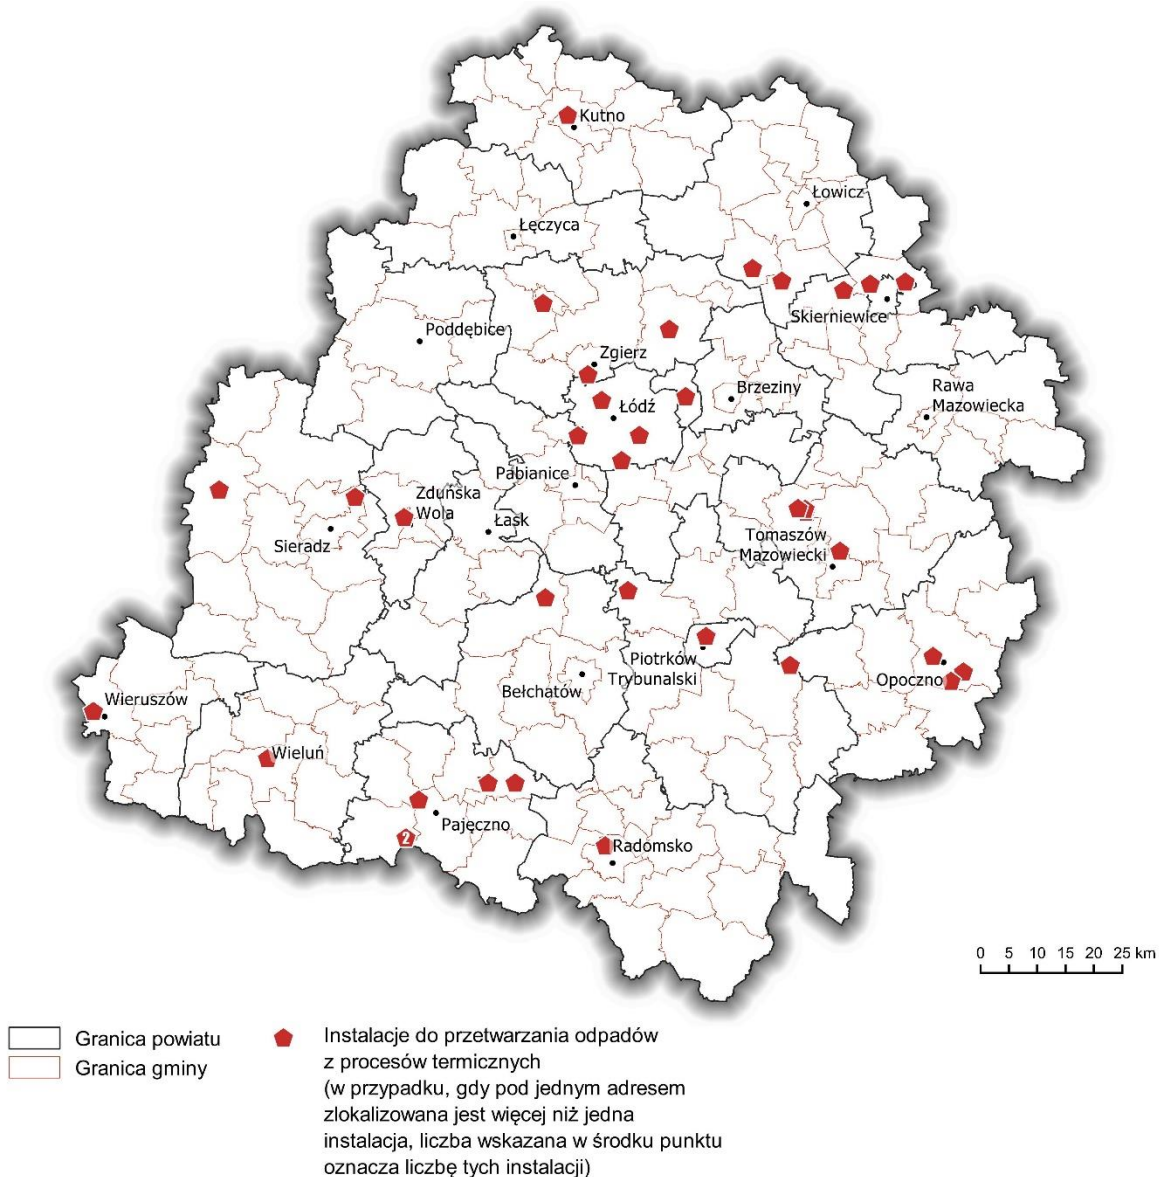 Kutno
Łowicz
Łęczyca
Skierniewice
Poddębice
Zgierz
Brzeziny
Rawa
Mazowiecka
Łódź
Pabianice
Zduńska
Wola
Łask
Sieradz
Tomaszów
Mazowiecki
Piotrków
Trybunalski
Opoczno
Bełchatów
Wieruszów
Wieluń
Pajęczno
2
Radomsko
0 5 10 15 20 25 km
Granica powiatu
Granica gminy
Instalacje do przetwarzania odpadów
z procesów termicznych
(w przypadku, gdy pod jednym adresem
zlokalizowana jest więcej niż jedna
instalacja, liczba wskazana w środku punktu
oznacza liczbę tych instalacji)